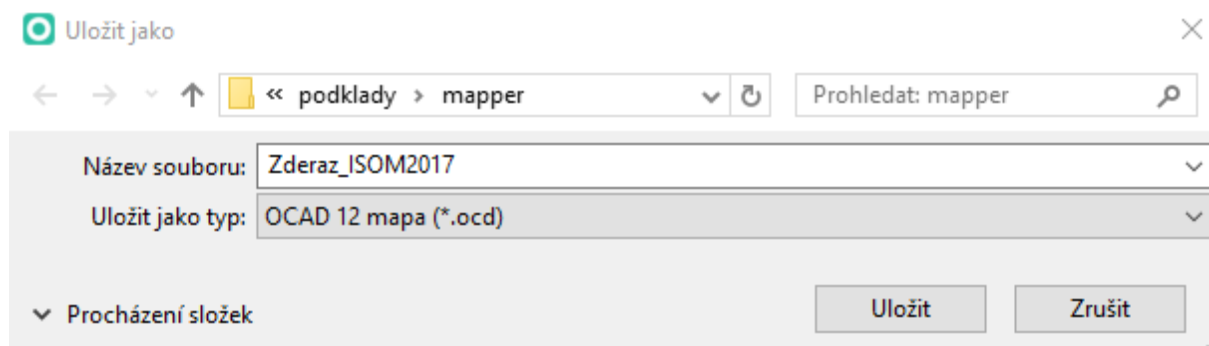 Uložit jako
« podklady › mapper
Prohledat: mapper
Název souboru: Zderaz_ISOM2017
Uložit jako typ: OCAD 12 mapa (*.ocd)
Procházení složek
Uložit
Zrušit